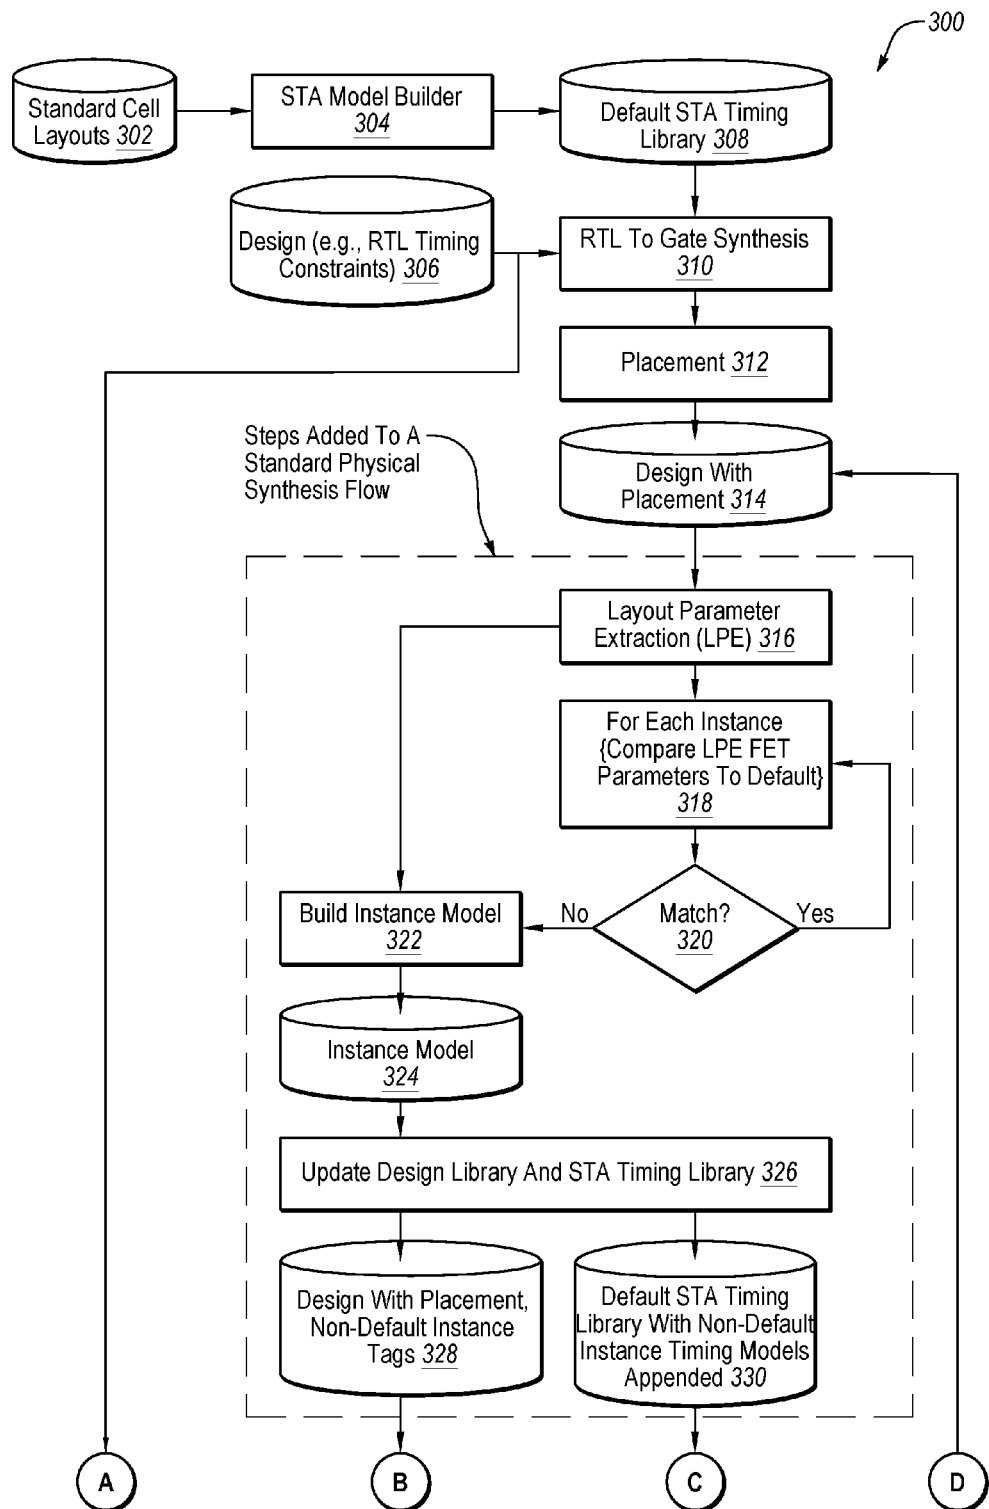 300
Standard Cell
Layouts 302
STA Model Builder
304
Default STA Timing
Library 308
Design (e.g., RTL Timing
Constraints) 306
RTL To Gate Synthesis
310
Placement 312
Steps Added To A
Standard Physical
Synthesis Flow
Design With
Placement 314
Layout Parameter
Extraction (LPE) 316
For Each Instance
{Compare LPE FET
Parameters To Default}
318
Build Instance Model
322
No
Match?
320
Yes
Instance Model
324
Update Design Library And STA Timing Library 326
Design With Placement,
Non-Default Instance
Tags 328
Default STA Timing
Library With Non-Default
Instance Timing Models
Appended 330
A
B
C
D